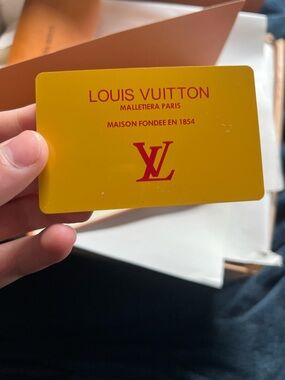 LOUIS VUITTON
MALLETIERA PARIS
MAISON FONDEE EN 1854
LV